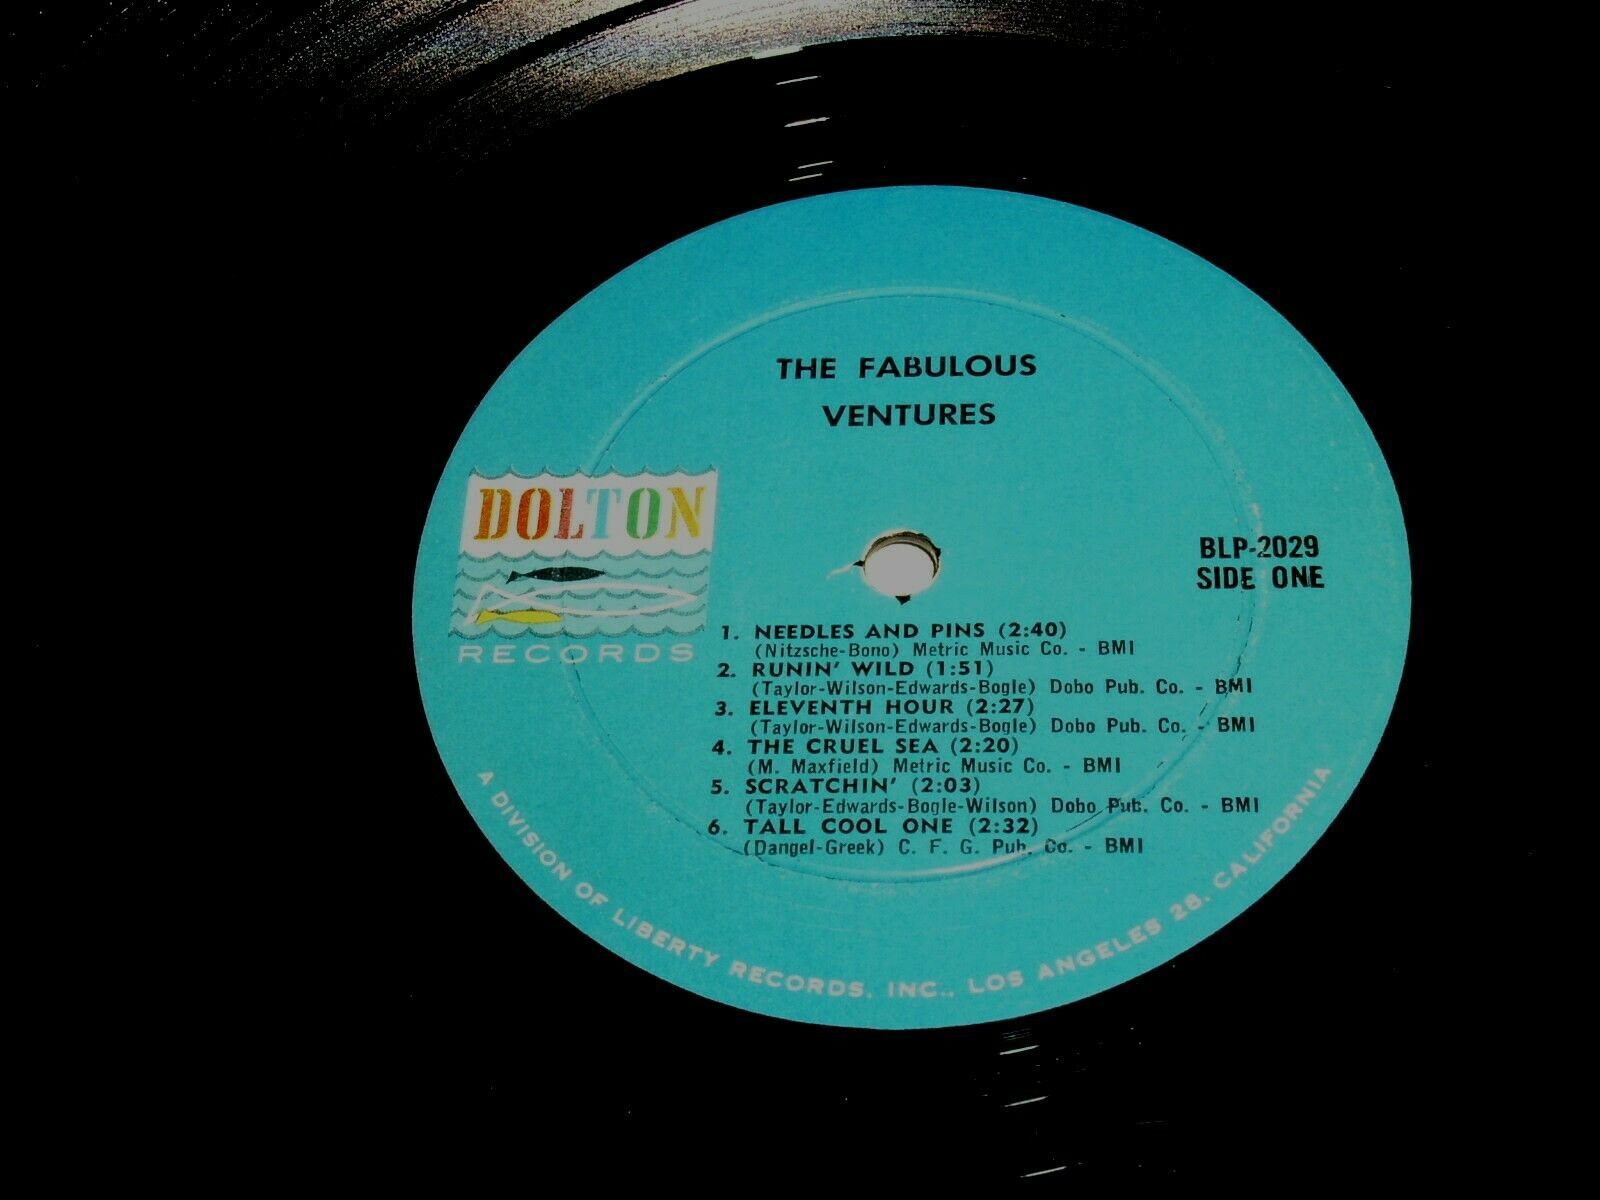 THE FABULOUS
VENTURES
DOLTON
RECORDS
BLP-2029
SIDE ONE
1. NEEDLES AND PINS (2:40)
(Nitzsche-Bono) Metric Music Co. - BMI
2. RUNIN' WILD (1:51)
(Taylor-Wilson-Edwards-Bogle) Dobo Pub. Co. - BMI
3. ELEVENTH HOUR (2:27)
(Taylor-Wilson-Edwards-Bogle) Dobo Pub. Co. - BMI
4. THE CRUEL SEA (2:20)
(M. Maxfield) Metric Music Co. - BMI
5. SCRATCHIN' (2:03)
(Taylor-Edwards-Bogle-Wilson) Dobo Pub. Co. - BMI
6. TALL COOL ONE (2:32)
(Dangel-Greek) C. F. G. Pub. Co. - BMI
A DIVISION OF LIBERTY RECORDS, INC., LOS ANGELES 28, CALIFORNIA